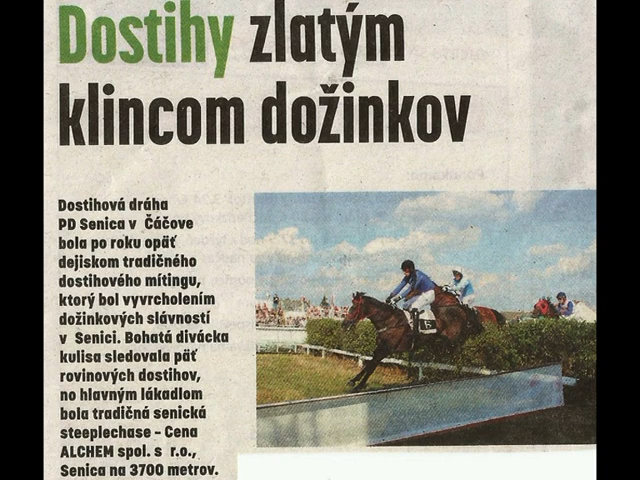 Dostihy zlatým
klincom dožinkov
Dostihová dráha
PD Senica v Čáčove
bola po roku opäť
dejiskom tradičného
dostihového mítingu,
ktorý bol vyvrcholením
dožinkových slávností
v Senici. Bohatá divácka
kulisa sledovala päť
rovinových dostihov,
no hlavným lákadlom
bola tradičná senická
steeplechase – Cena
ALCHEM spol. s r.o.,
Senica na 3700 metrov.